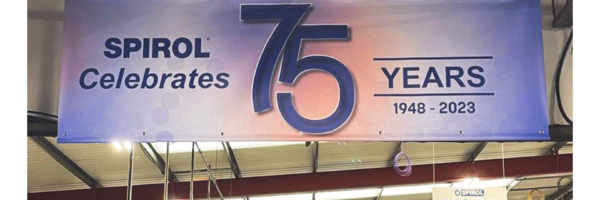 SPIROL®
Celebrates
75
YEARS
1948 - 2023
SPIROL